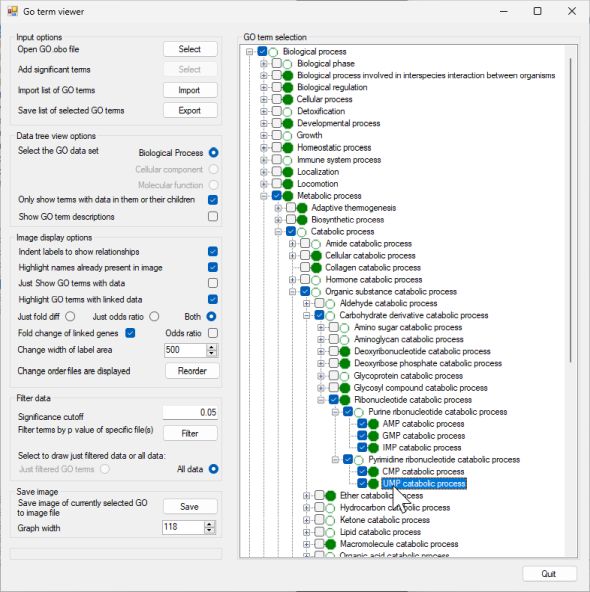 Go term viewer
Input options
Open GO.obo file Select
Add significant terms Select
Import list of GO terms Import
Save list of selected GO terms Export
Data tree view options
Select the GO data set Biological Process
Cellular component
Molecular function
Only show terms with data in them or their children
Show GO term descriptions
Image display options
Indent labels to show relationships
Highlight names already present in image
Just Show GO terms with data
Highlight GO terms with linked data
Just fold diff Just odds ratio Both
Fold change of linked genes Odds ratio
Change width of label area 500
Change order files are displayed Reorder
Filter data
Significance cutoff 0.05
Filter terms by p value of specific file(s) Filter
Select to draw just filtered data or all data:
Just filtered GO terms All data
Save image
Save image of currently selected GO
to image file Save
Graph width 118
GO term selection
Biological process
Biological phase
Biological process involved in interspecies interaction between organisms
Biological regulation
Cellular process
Detoxification
Developmental process
Growth
Homeostatic process
Immune system process
Localization
Locomotion
Metabolic process
Adaptive thermogenesis
Biosynthetic process
Catabolic process
Amide catabolic process
Cellular catabolic process
Collagen catabolic process
Hormone catabolic process
Organic substance catabolic process
Aldehyde catabolic process
Carbohydrate derivative catabolic process
Amino sugar catabolic process
Aminoglycan catabolic process
Deoxyribonucleotide catabolic process
Deoxyribose phosphate catabolic process
Glycoprotein catabolic process
Glycosyl compound catabolic process
Ribonucleotide catabolic process
Purine ribonucleotide catabolic process
AMP catabolic process
GMP catabolic process
IMP catabolic process
Pyrimidine ribonucleotide catabolic process
CMP catabolic process
UMP catabolic process
Ether catabolic process
Hydrocarbon catabolic process
Ketone catabolic process
Lipid catabolic process
Macromolecule catabolic process
Organic acid catabolic process
Quit